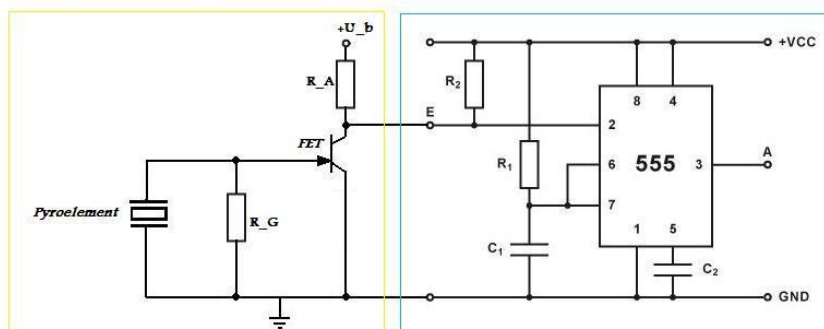 +U_b
R_A
FET
Pyroelement
R_G
E
R2
R1
C1
+VCC
8 4
2
6 555 3
7
1 5
A
C2
GND